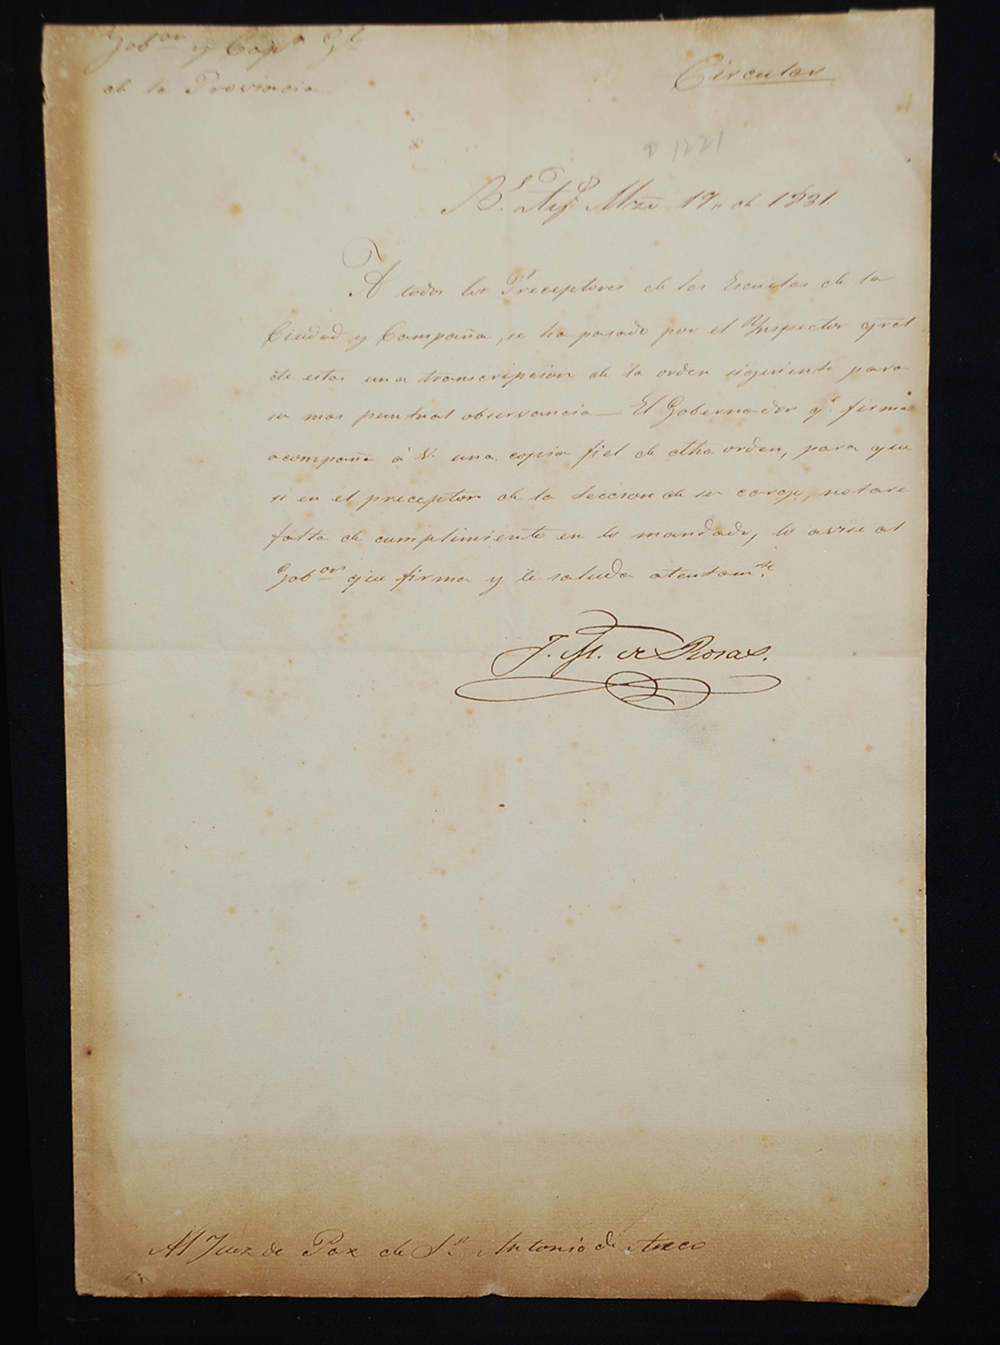 Gob.or y Cap.n G.l
de la Provincia
Circular
1221
B.s Ay.s Mzo 17,, de 1831.
A todos los Preceptores de las Escuelas de la
Ciudad y Campaña, se ha pasado por el Inspector gral
de estas una transcripcion de la orden siguiente para
su mas puntual observancia — El Gobernador q.e firma
acompaña á V. una copia fiel de dha orden, para que
si en el preceptor de la seccion de su cargo, notare
falta de cumplimiento en lo mandado, lo avise al
Gob.or que firma y le saluda atentam.te
J. M. de Rosas.
Al Juez de Paz de S.n Antonio de Areco